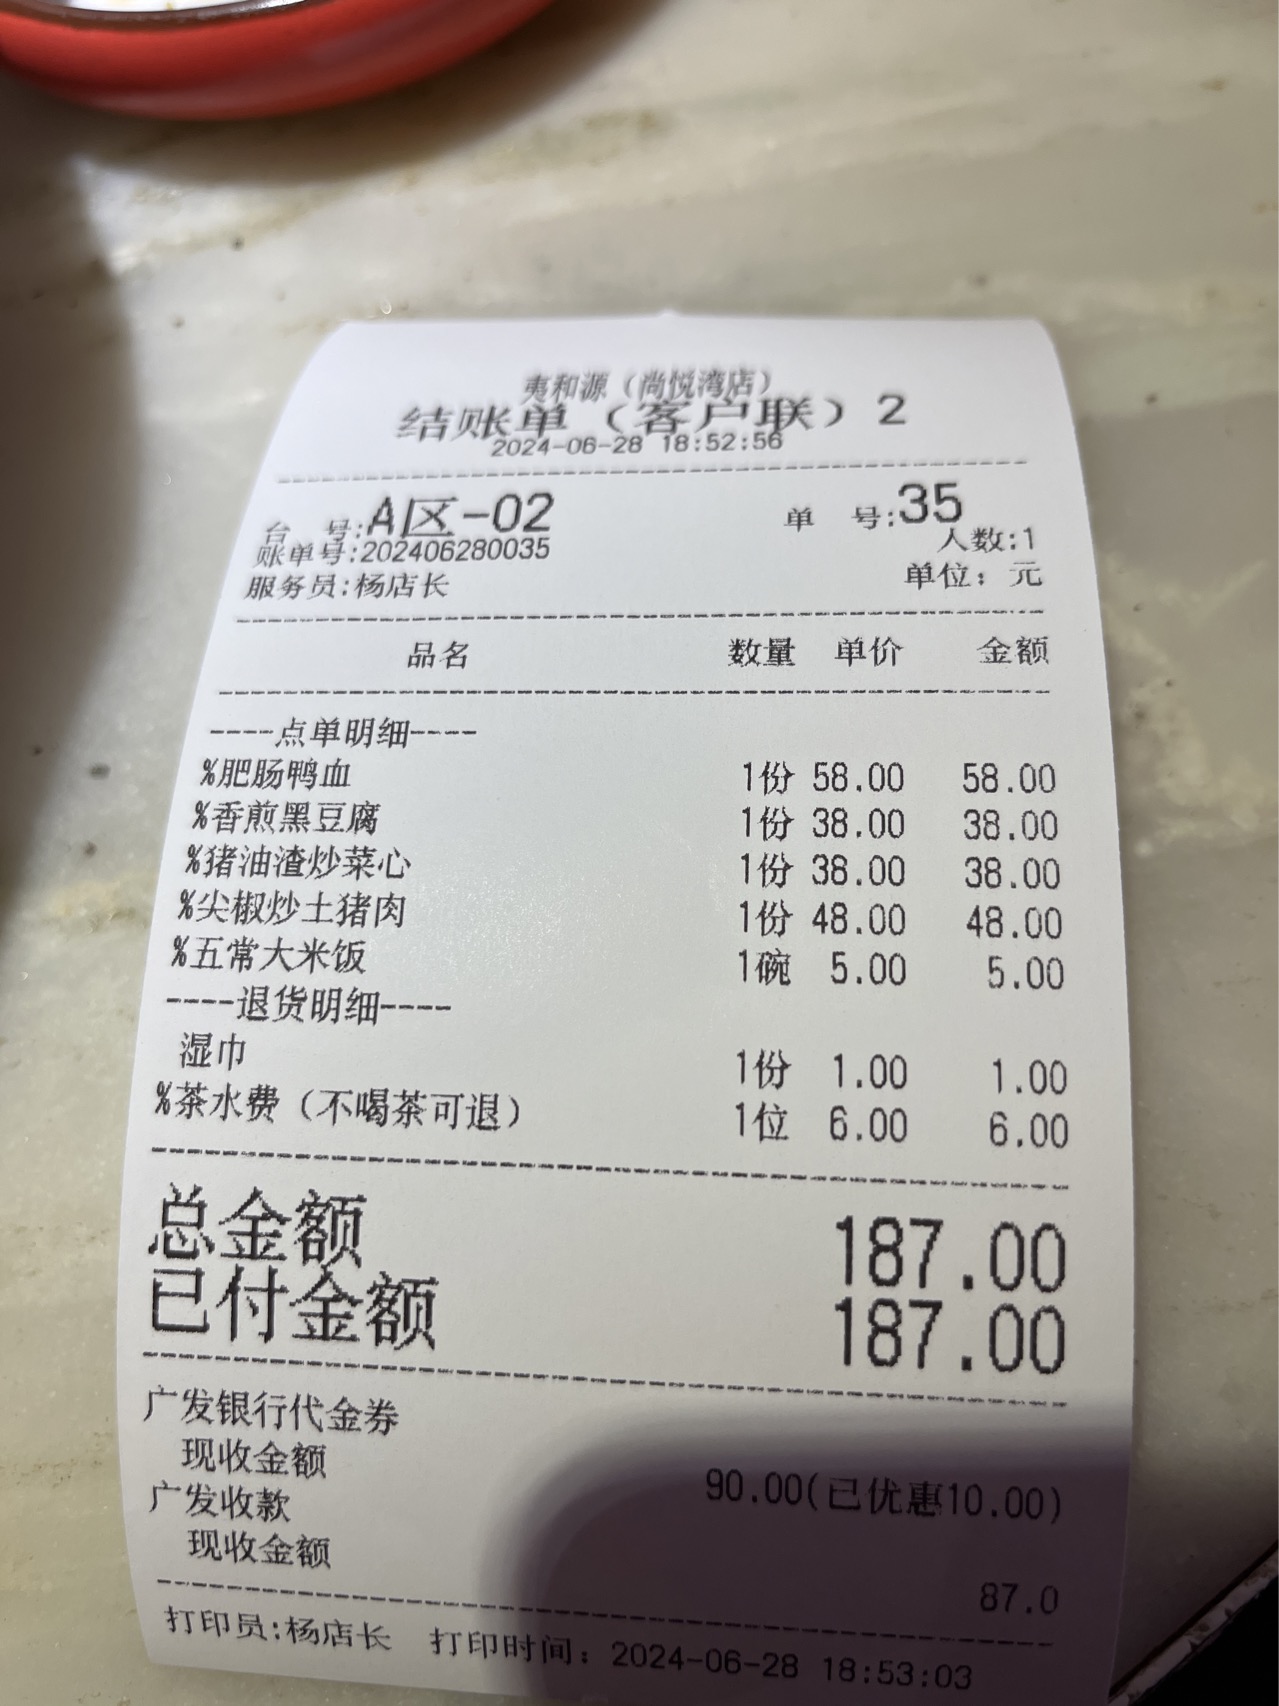 夷和源（尚悦湾店）
结账单（客户联）2
2024-06-28 18:52:56
台 号:A区-02 单 号:35
账单号:202406280035 人数:1
服务员:杨店长 单位：元
品名 数量 单价 金额
----点单明细----
%肥肠鸭血 1份 58.00 58.00
%香煎黑豆腐 1份 38.00 38.00
%猪油渣炒菜心 1份 38.00 38.00
%尖椒炒土猪肉 1份 48.00 48.00
%五常大米饭 1碗 5.00 5.00
----退货明细----
湿巾 1份 1.00 1.00
%茶水费（不喝茶可退） 1位 6.00 6.00
总金额 187.00
已付金额 187.00
广发银行代金券
现收金额 90.00(已优惠10.00)
广发收款
现收金额 87.0
打印员:杨店长 打印时间：2024-06-28 18:53:03